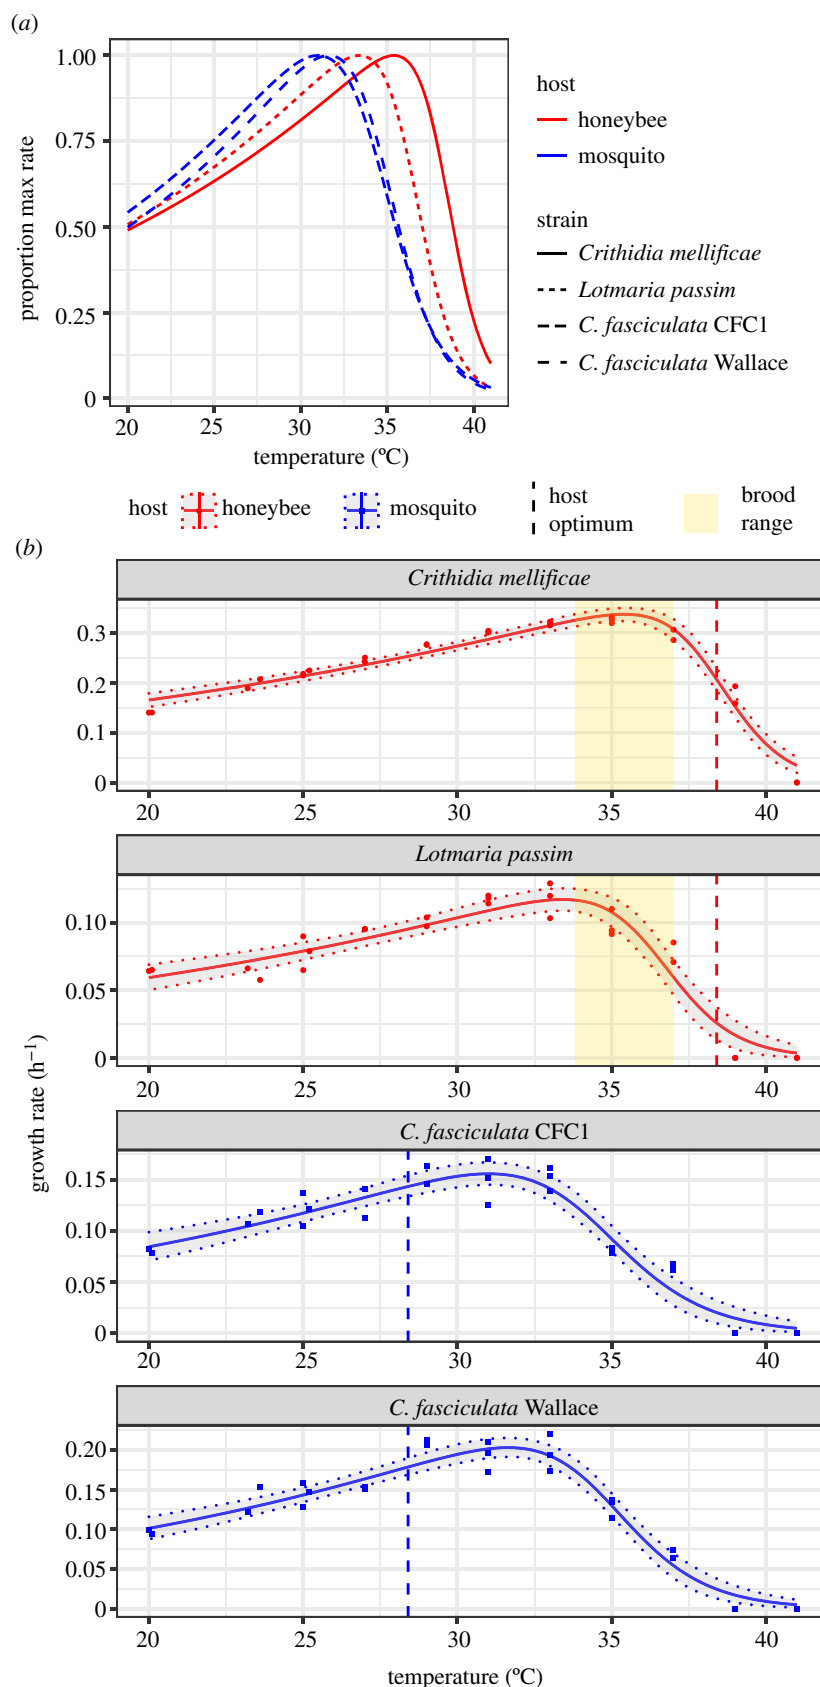 (a)
1.00
0.75
0.50
0.25
0
proportion max rate
20 25 30 35 40
temperature (ºC)
host
honeybee
mosquito
strain
Crithidia mellificae
Lotmaria passim
C. fasciculata CFC1
C. fasciculata Wallace
host honeybee mosquito host optimum brood range
(b)
Crithidia mellificae
0.3
0.2
0.1
0
20 25 30 35 40
Lotmaria passim
0.10
0.05
0
20 25 30 35 40
growth rate (h⁻¹)
C. fasciculata CFC1
0.15
0.10
0.05
0
20 25 30 35 40
C. fasciculata Wallace
0.20
0.15
0.10
0.05
0
20 25 30 35 40
temperature (ºC)